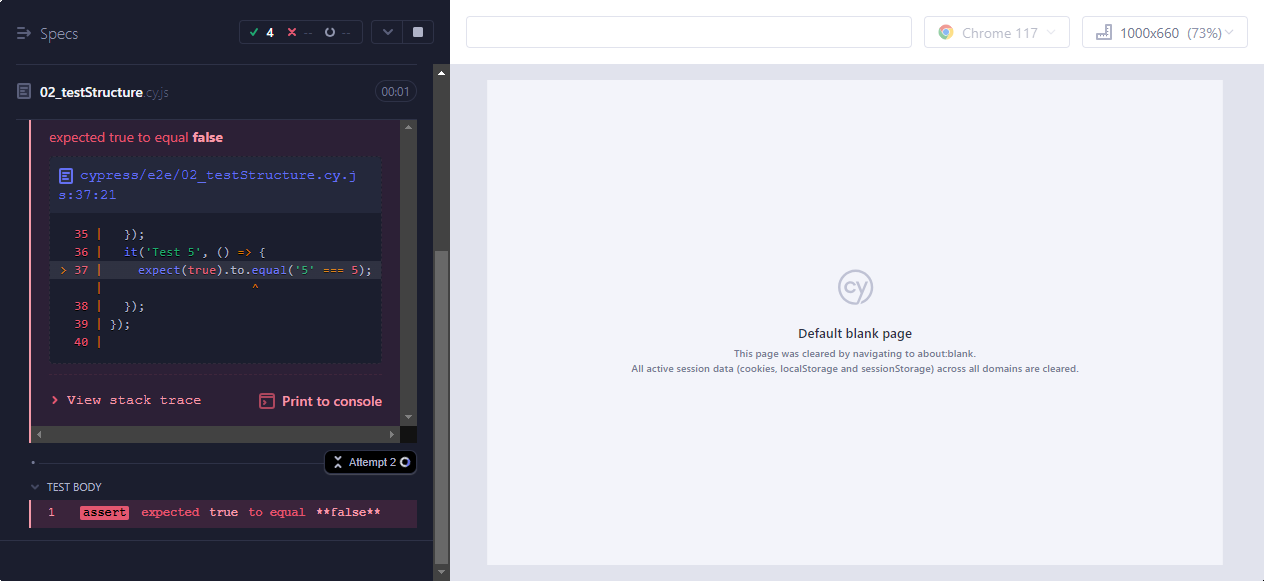 Specs
4 -- --
02_testStructure.cy.js
00:01
expected true to equal false
cypress/e2e/02_testStructure.cy.j
s:37:21
35 | });
36 | it('Test 5', () => {
> 37 | expect(true).to.equal('5' === 5);
| ^
38 | });
39 | });
40 |
> View stack trace
Print to console
Attempt 2
TEST BODY
1 assert expected true to equal **false**
Chrome 117
1000x660 (73%)
cy
Default blank page
This page was cleared by navigating to about:blank.
All active session data (cookies, localStorage and sessionStorage) across all domains are cleared.